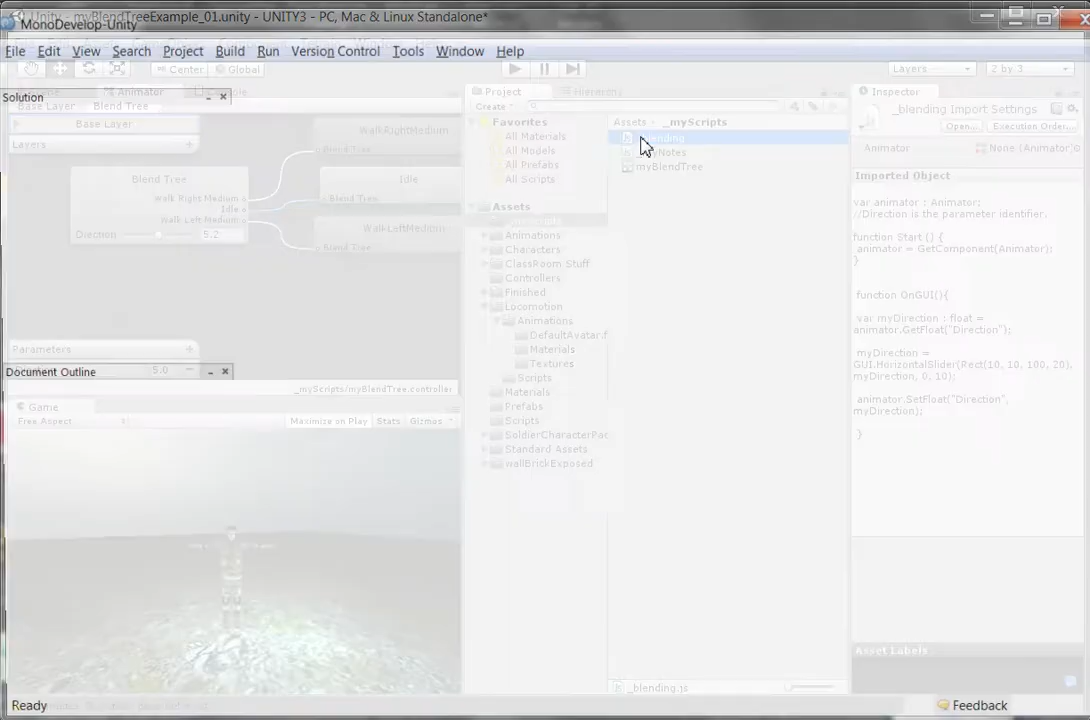 Unity - myBlendTreeExample_01.unity - UNITY3 - PC, Mac & Linux Standalone*
MonoDevelop-Unity
File Edit View Search Project Build Run Version Control Tools Window Help
Center Global Layers 2 by 3
Solution
Animator
Base Layer Blend Tree
Base Layer
Layers
WalkRightMedium
Blend Tree
Blend Tree
Walk Right Medium
Idle
Walk Left Medium
Direction 5.2
Idle
Blend Tree
WalkLeftMedium
Blend Tree
Parameters
5.0
Document Outline
_myScripts/myBlendTree.controller
Game
Free Aspect Maximize on Play Stats Gizmos
Project Hierarchy
Create
Favorites
All Materials
All Models
All Prefabs
All Scripts
Assets
Animations
Characters
ClassRoom Stuff
Controllers
Finished
Locomotion
Animations
DefaultAvatar.f
Materials
Textures
Scripts
Materials
Prefabs
Scripts
SoldierCharacterPac
Standard Assets
wallBrickExposed
Assets _myScripts
myBlendTree
_blending.js
Inspector
_blending Import Settings
Open... Execution Order...
Animator None (Animator)
Imported Object
var animator : Animator;
//Direction is the parameter identifier.
function Start () {
animator = GetComponent(Animator);
}
function OnGUI(){
var myDirection : float =
animator.GetFloat("Direction");
myDirection =
GUI.HorizontalSlider(Rect(10, 10, 100, 20),
myDirection, 0, 10);
animator.SetFloat("Direction",
myDirection);
}
Asset Labels
Ready
Feedback